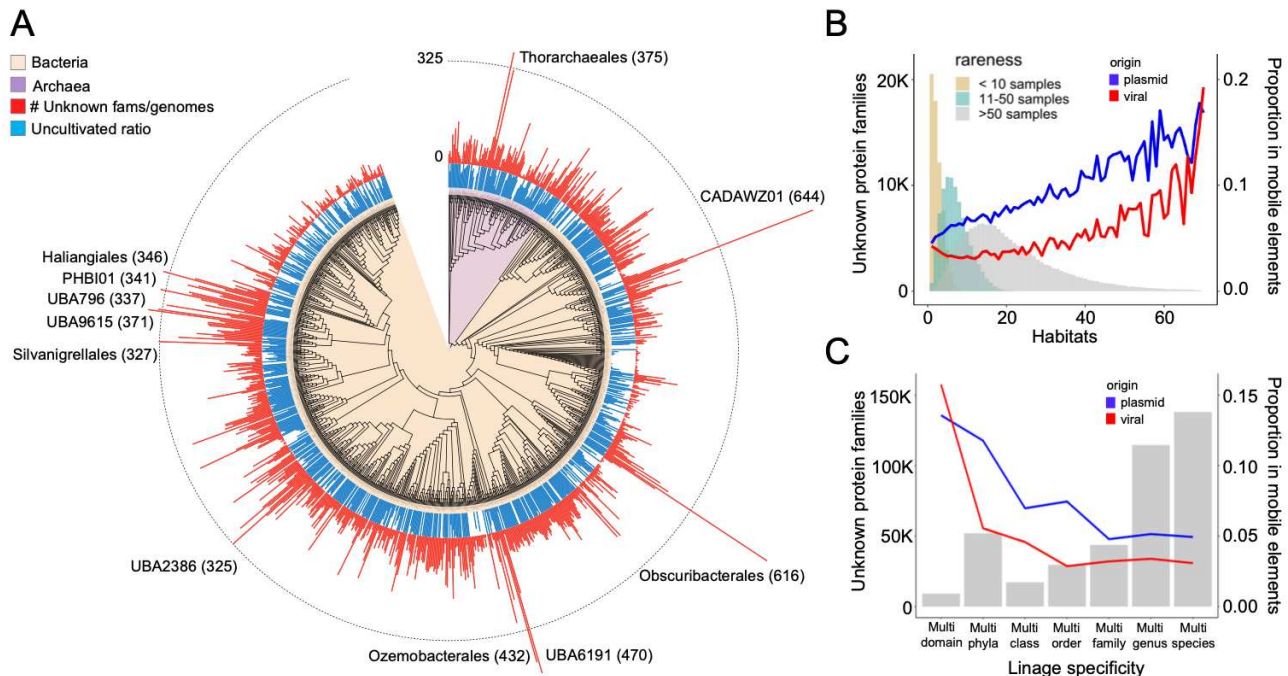 A
Bacteria
Archaea
# Unknown fams/genomes
Uncultivated ratio
325
0
Thorarchaeales (375)
CADAWZ01 (644)
Haliangiales (346)
PHBI01 (341)
UBA796 (337)
UBA9615 (371)
Silvanigrellales (327)
UBA2386 (325)
Obscuribacterales (616)
Ozemobacterales (432)
UBA6191 (470)
B
Unknown protein families
20K
10K
0
rareness
< 10 samples
11-50 samples
>50 samples
origin
plasmid
viral
0.2
0.1
0.0
Proportion in mobile elements
0
20
40
60
Habitats
C
Unknown protein families
150K
100K
50K
0
origin
plasmid
viral
0.15
0.10
0.05
0.00
Proportion in mobile elements
Multi domain
Multi phyla
Multi class
Multi order
Multi family
Multi genus
Multi species
Linage specificity